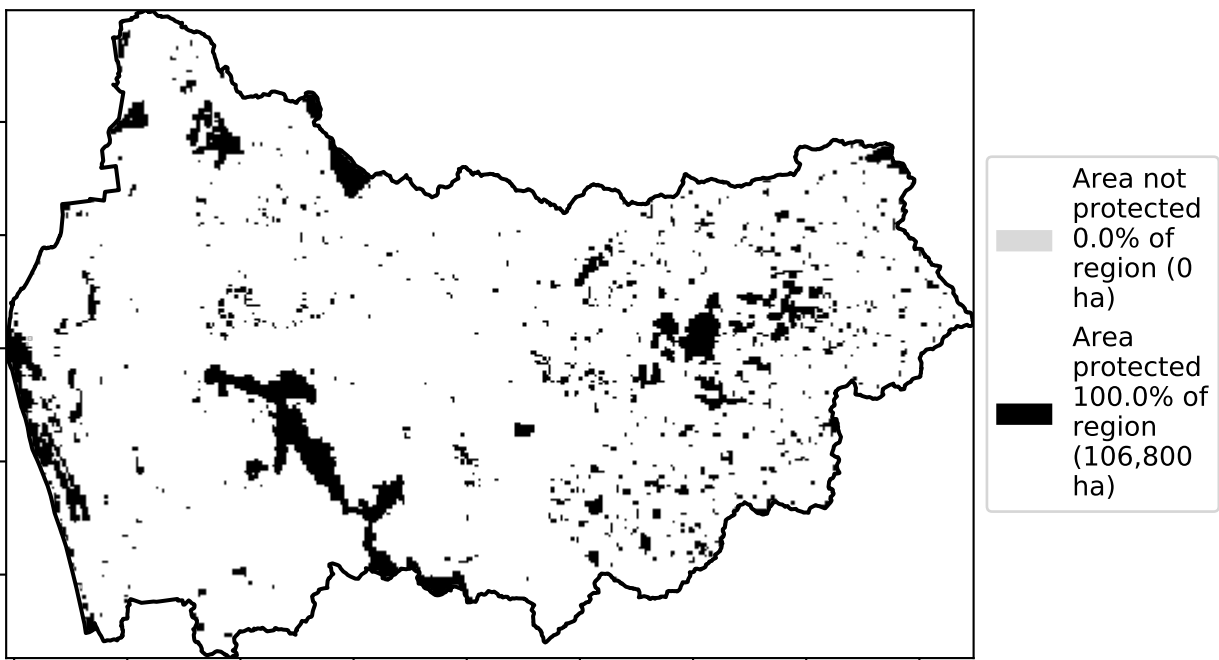 Area not
protected
0.0% of
region (0
ha)
Area
protected
100.0% of
region
(106,800
ha)